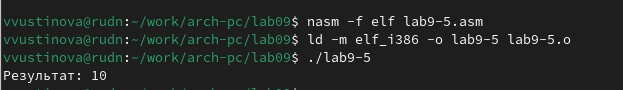 vvustinova@rudn:~/work/arch-pc/lab09$ nasm -f elf lab9-5.asm
vvustinova@rudn:~/work/arch-pc/lab09$ ld -m elf_i386 -o lab9-5 lab9-5.o
vvustinova@rudn:~/work/arch-pc/lab09$ ./lab9-5
Результат: 10